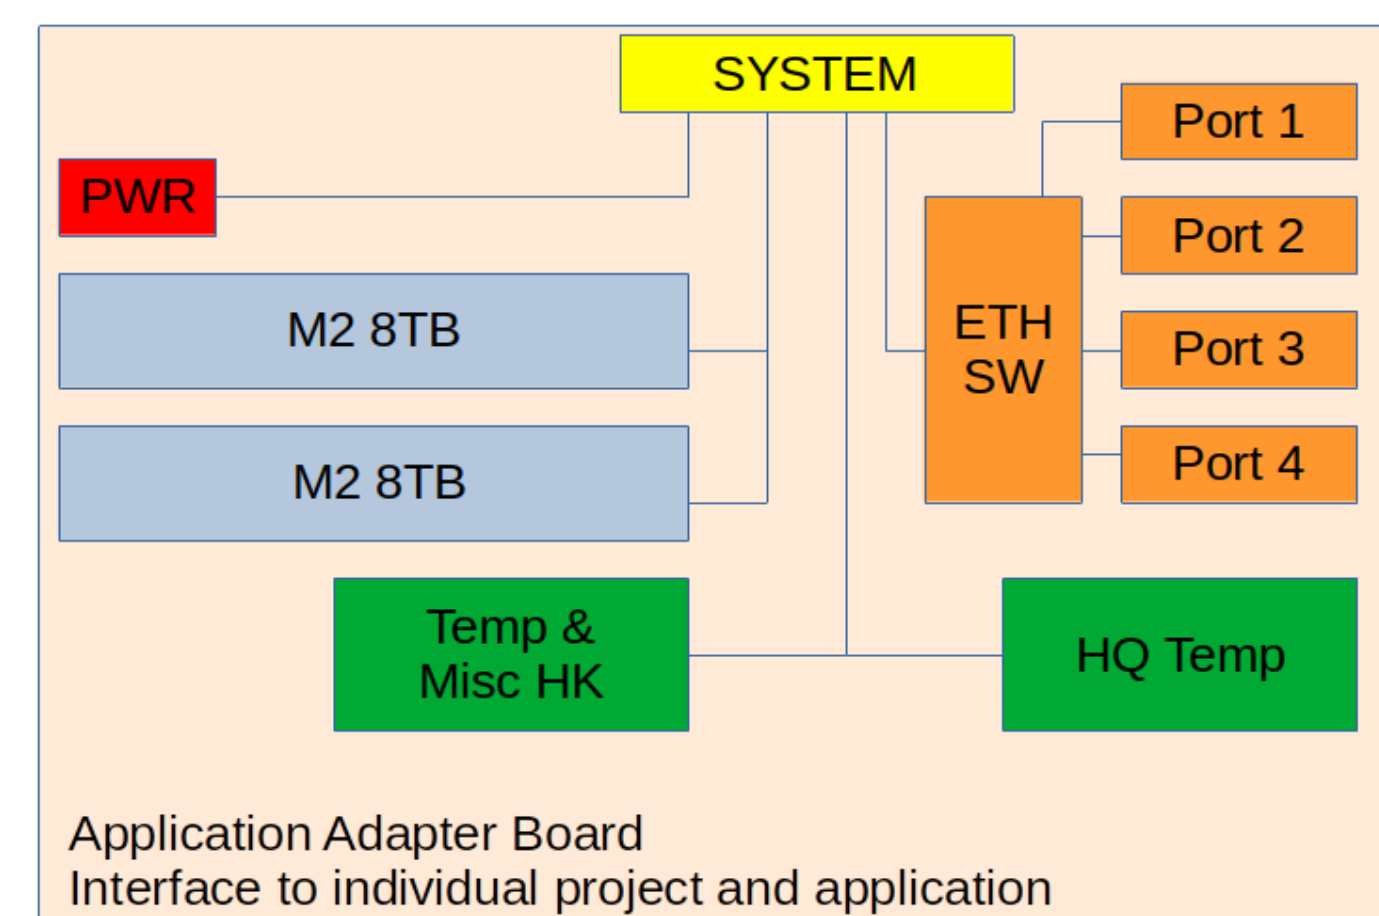 SYSTEM
Port 1
PWR
Port 2
M2 8TB
ETH
SW
Port 3
M2 8TB
Port 4
Temp &
Misc HK
HQ Temp
Application Adapter Board
Interface to individual project and application